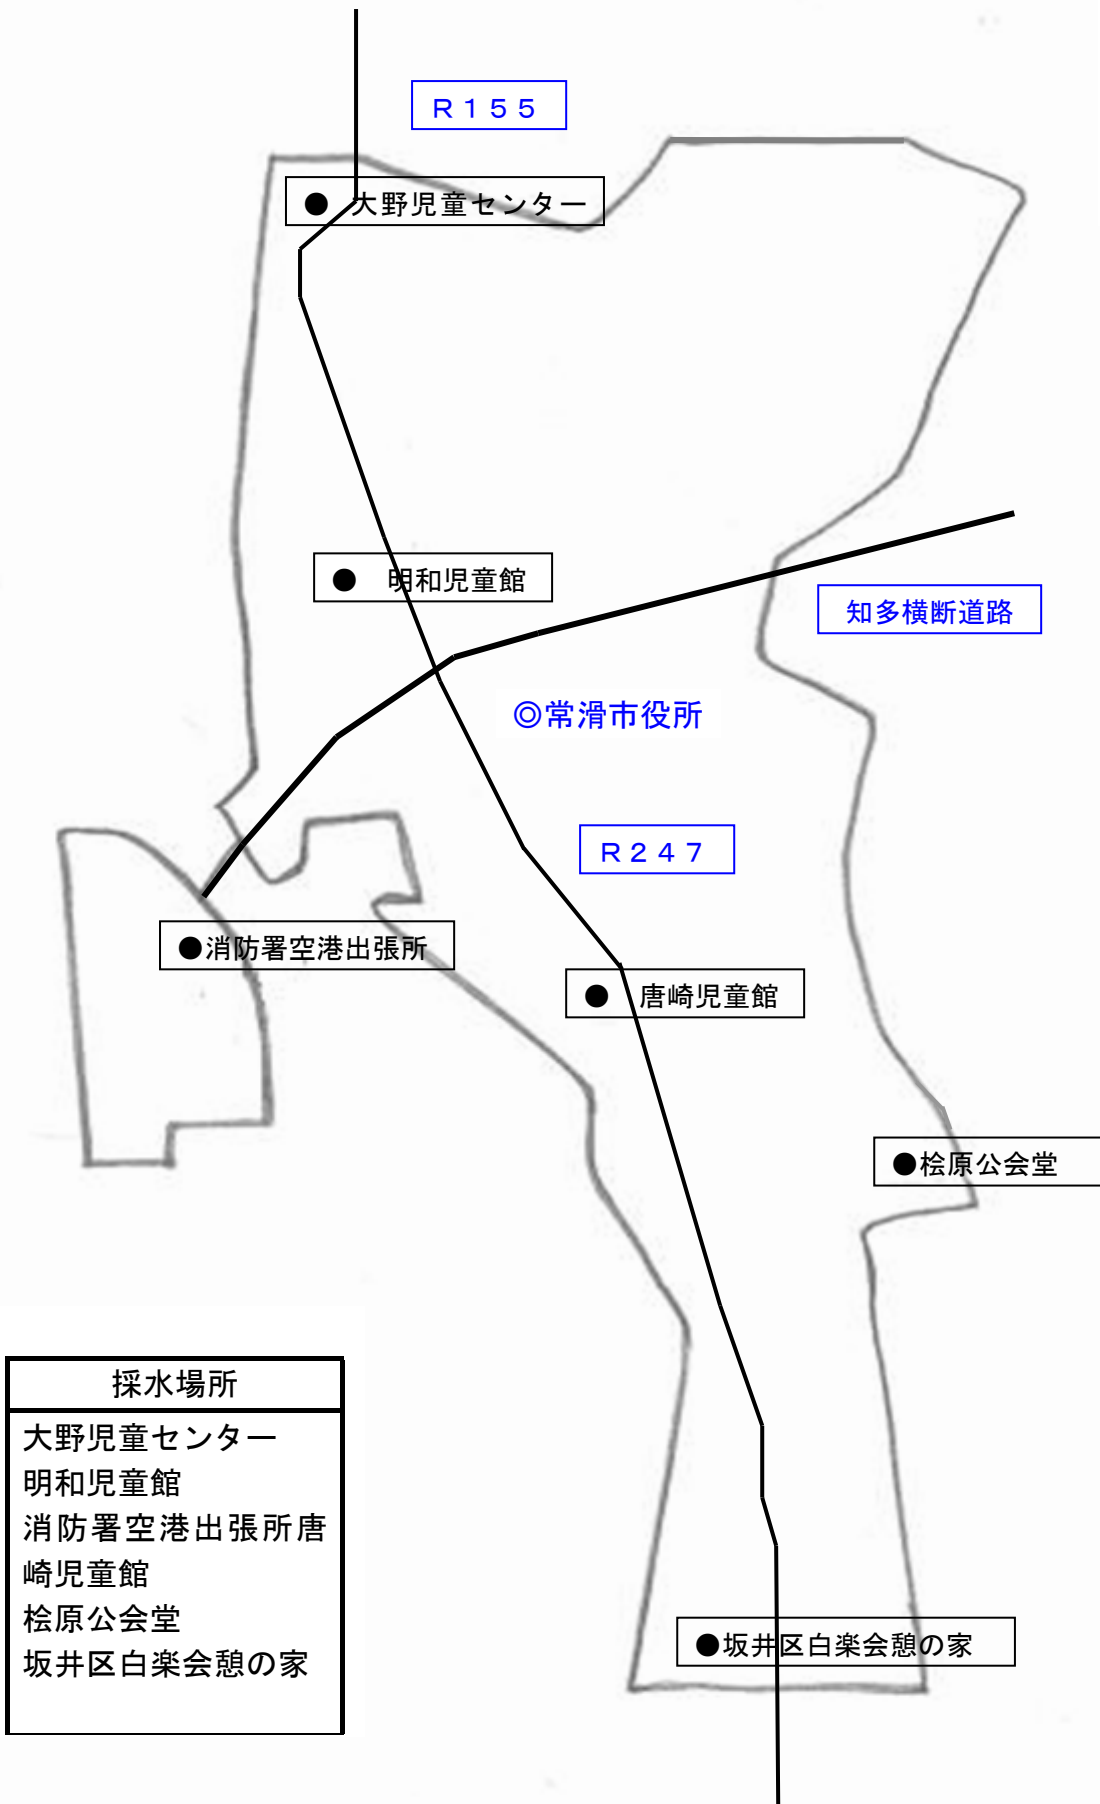 R155
● 大野児童センター
● 明和児童館
知多横断道路
◎常滑市役所
R247
●消防署空港出張所
● 唐崎児童館
●桧原公会堂
採水場所
大野児童センター
明和児童館
消防署空港出張所唐
崎児童館
桧原公会堂
坂井区白楽会憩の家
●坂井区白楽会憩の家